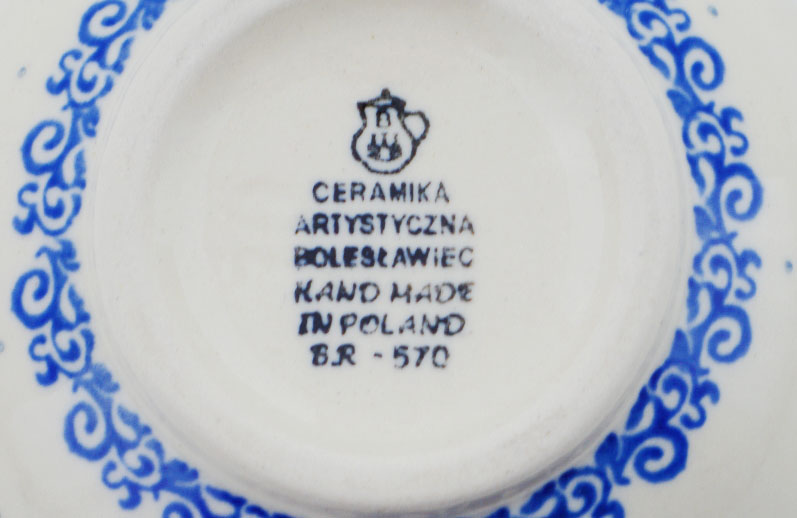 B
CERAMIKA
ARTYSTYCZNA
BOLESŁAWIEC
HAND MADE
IN POLAND
BR - 570